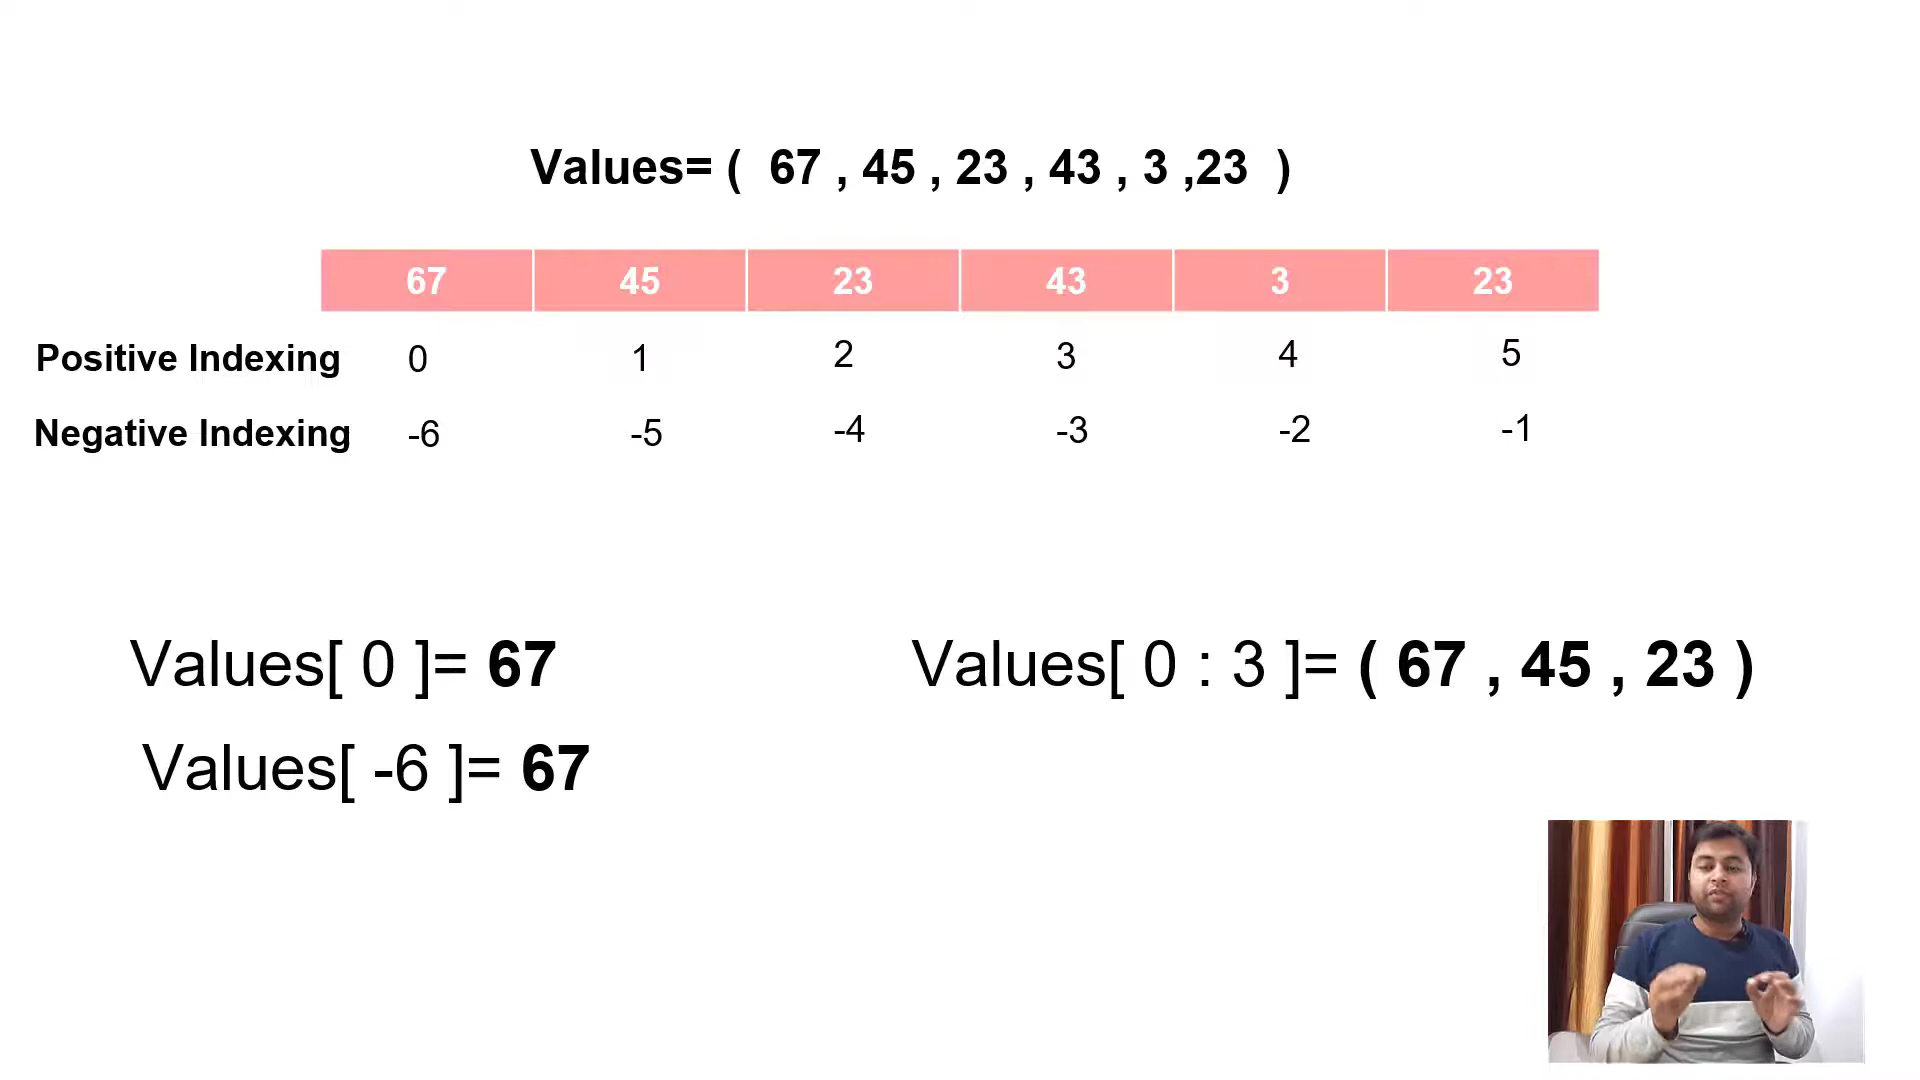 Values= ( 67 , 45 , 23 , 43 , 3 ,23 )
67 45 23 43 3 23
Positive Indexing 0 1 2 3 4 5
Negative Indexing -6 -5 -4 -3 -2 -1
Values[ 0 ]= 67
Values[ -6 ]= 67
Values[ 0 : 3 ]= ( 67 , 45 , 23 )